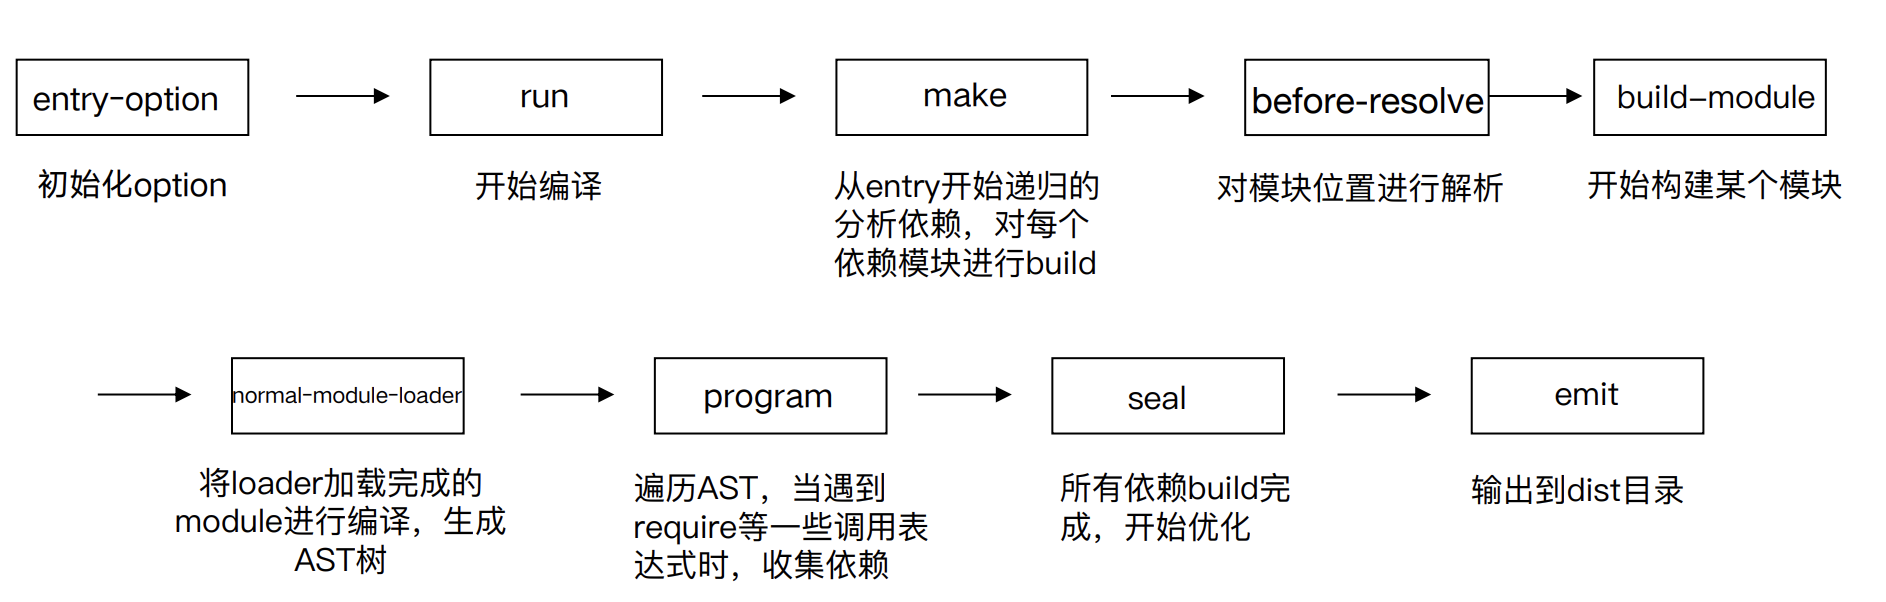 entry-option
run
make
before-resolve
build-module
初始化option
开始编译
从entry开始递归的
分析依赖，对每个
依赖模块进行build
对模块位置进行解析
开始构建某个模块
normal-module-loader
program
seal
emit
将loader加载完成的
module进行编译，生成
AST树
遍历AST，当遇到
require等一些调用表
达式时，收集依赖
所有依赖build完
成，开始优化
输出到dist目录